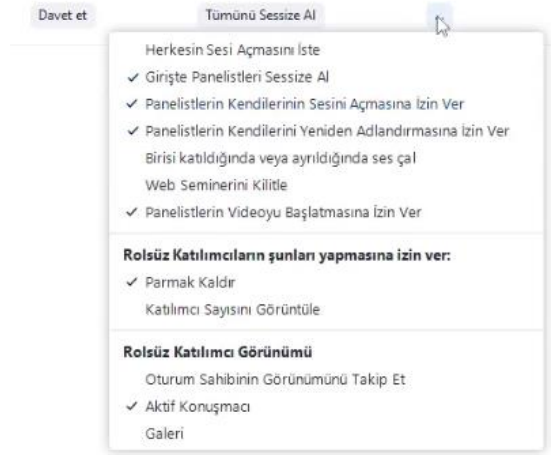 Davet et
Tümünü Sessize Al
Herkesin Sesi Açmasını İste
Girişte Panelistleri Sessize Al
Panelistlerin Kendilerinin Sesini Açmasına İzin Ver
Panelistlerin Kendilerini Yeniden Adlandırmasına İzin Ver
Birisi katıldığında veya ayrıldığında ses çal
Web Seminerini Kilitle
Panelistlerin Videoyu Başlatmasına İzin Ver
Rolsüz Katılımcıların şunları yapmasına izin ver:
Parmak Kaldır
Katılımcı Sayısını Görüntüle
Rolsüz Katılımcı Görünümü
Oturum Sahibinin Görünümünü Takip Et
Aktif Konuşmacı
Galeri